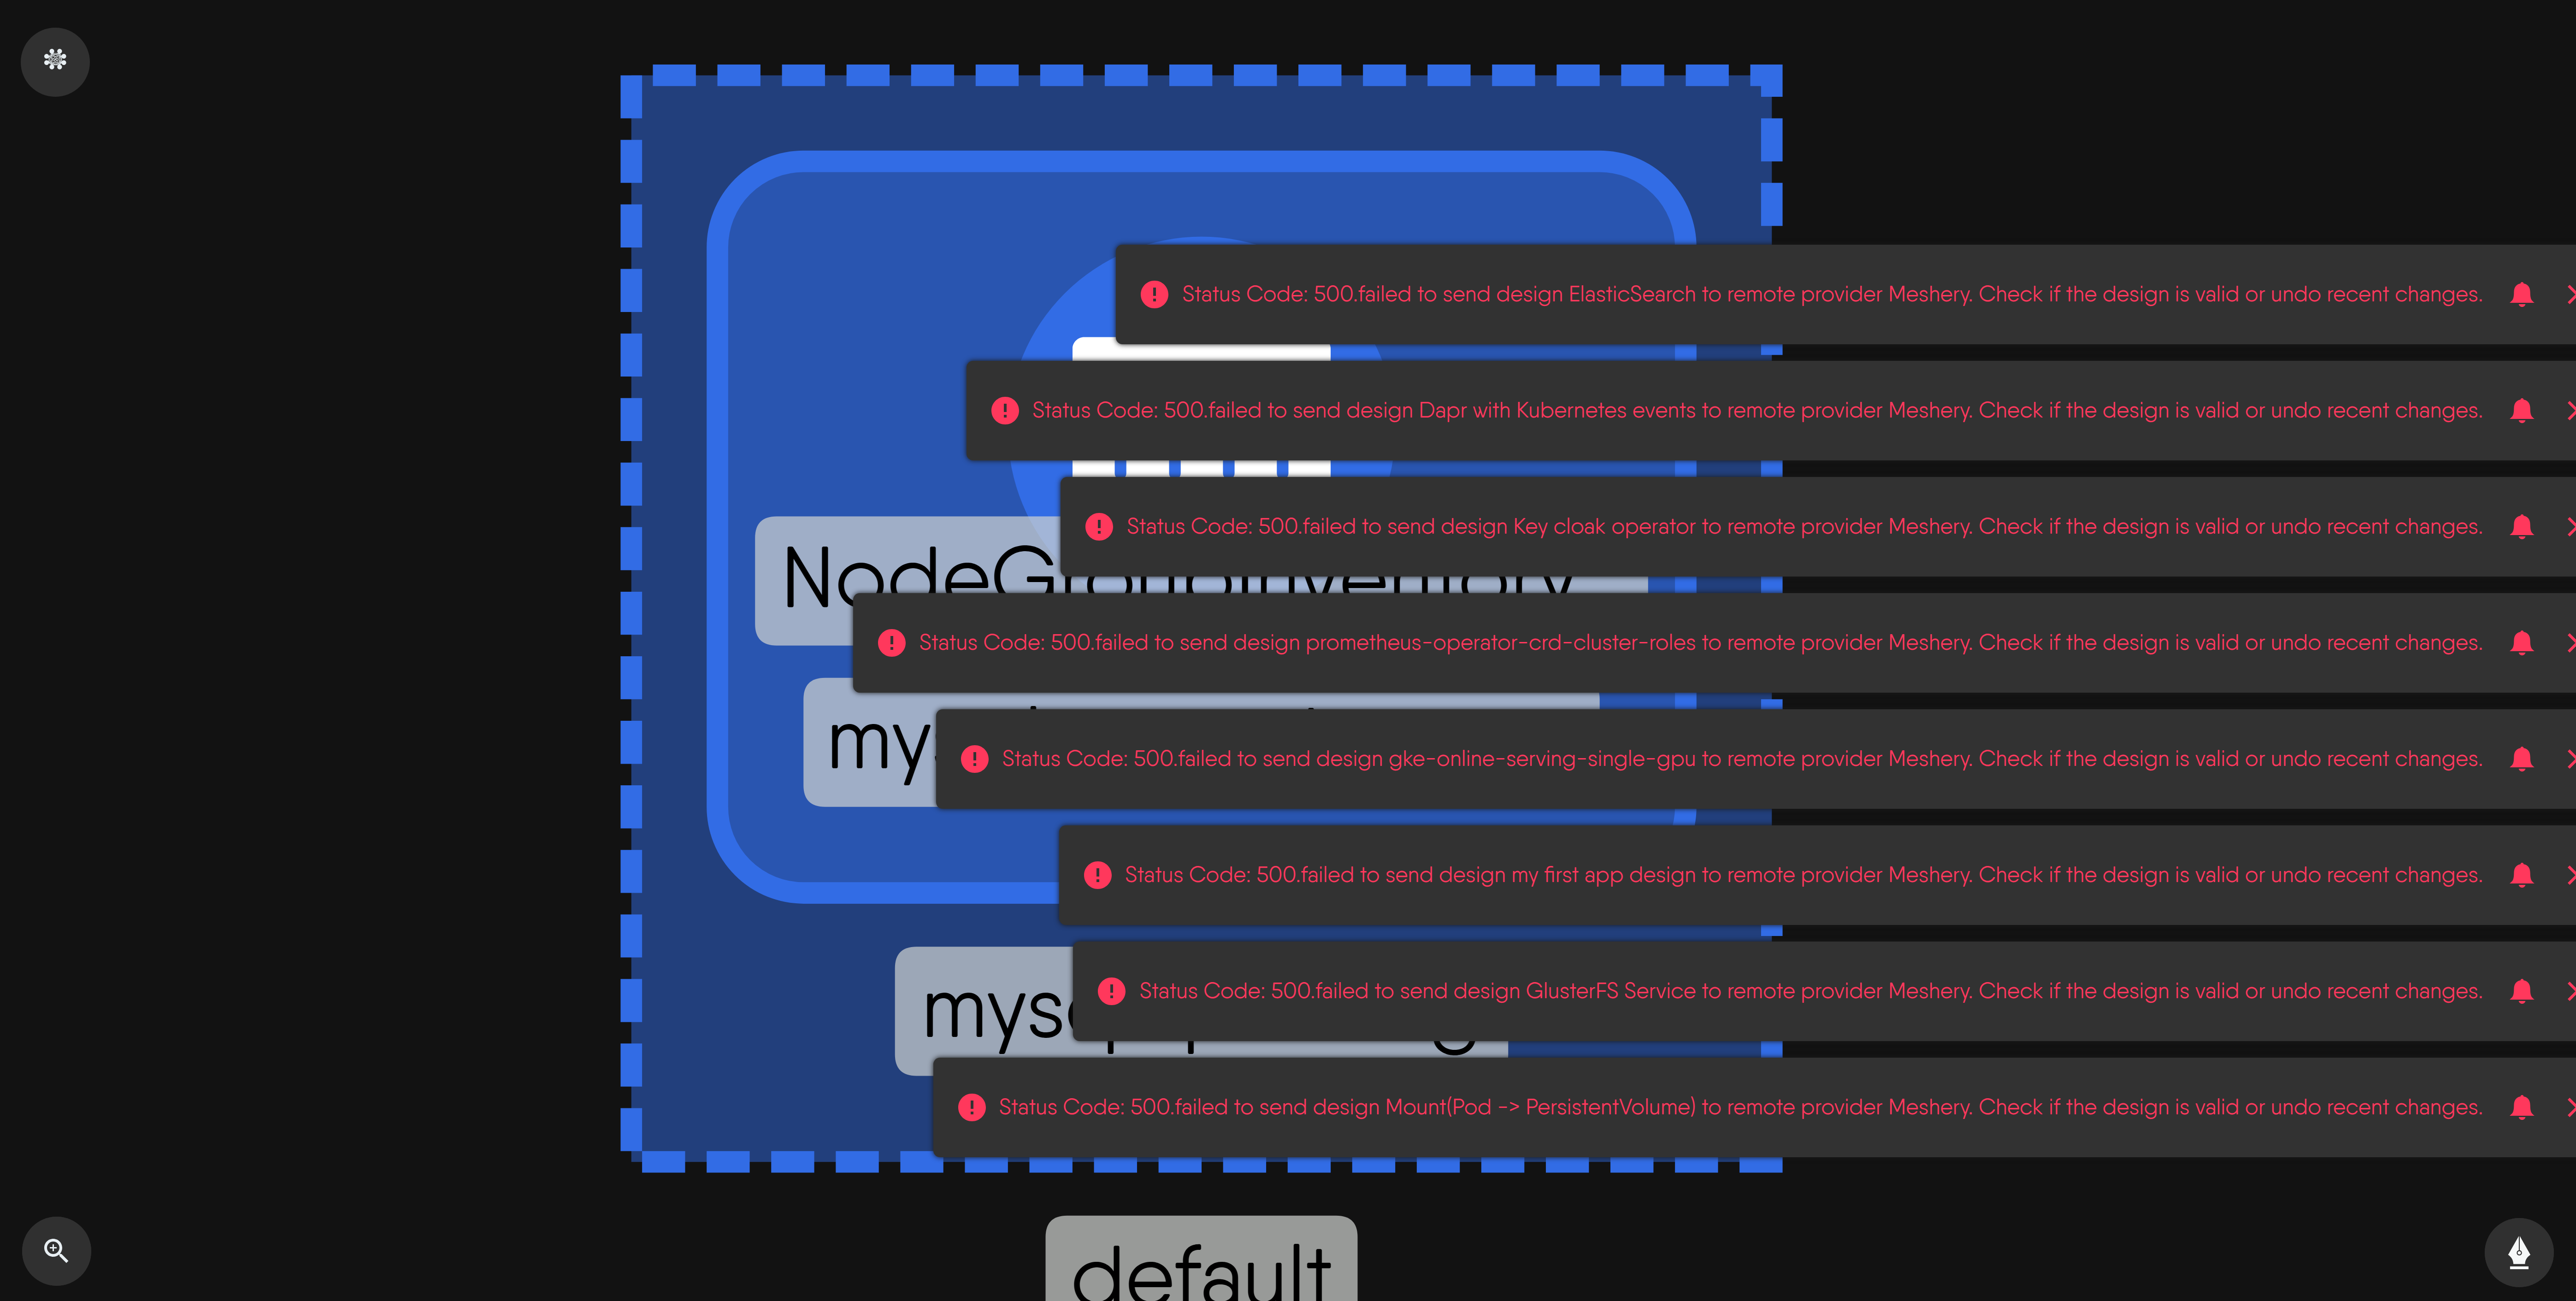 Status Code: 500.failed to send design ElasticSearch to remote provider Meshery. Check if the design is valid or undo recent changes.
Status Code: 500.failed to send design Dapr with Kubernetes events to remote provider Meshery. Check if the design is valid or undo recent changes.
Status Code: 500.failed to send design Key cloak operator to remote provider Meshery. Check if the design is valid or undo recent changes.
NodeGroupInventory
Status Code: 500.failed to send design prometheus-operator-crd-cluster-roles to remote provider Meshery. Check if the design is valid or undo recent changes.
Status Code: 500.failed to send design gke-online-serving-single-gpu to remote provider Meshery. Check if the design is valid or undo recent changes.
Status Code: 500.failed to send design my first app design to remote provider Meshery. Check if the design is valid or undo recent changes.
Status Code: 500.failed to send design GlusterFS Service to remote provider Meshery. Check if the design is valid or undo recent changes.
Status Code: 500.failed to send design Mount(Pod -> PersistentVolume) to remote provider Meshery. Check if the design is valid or undo recent changes.
default